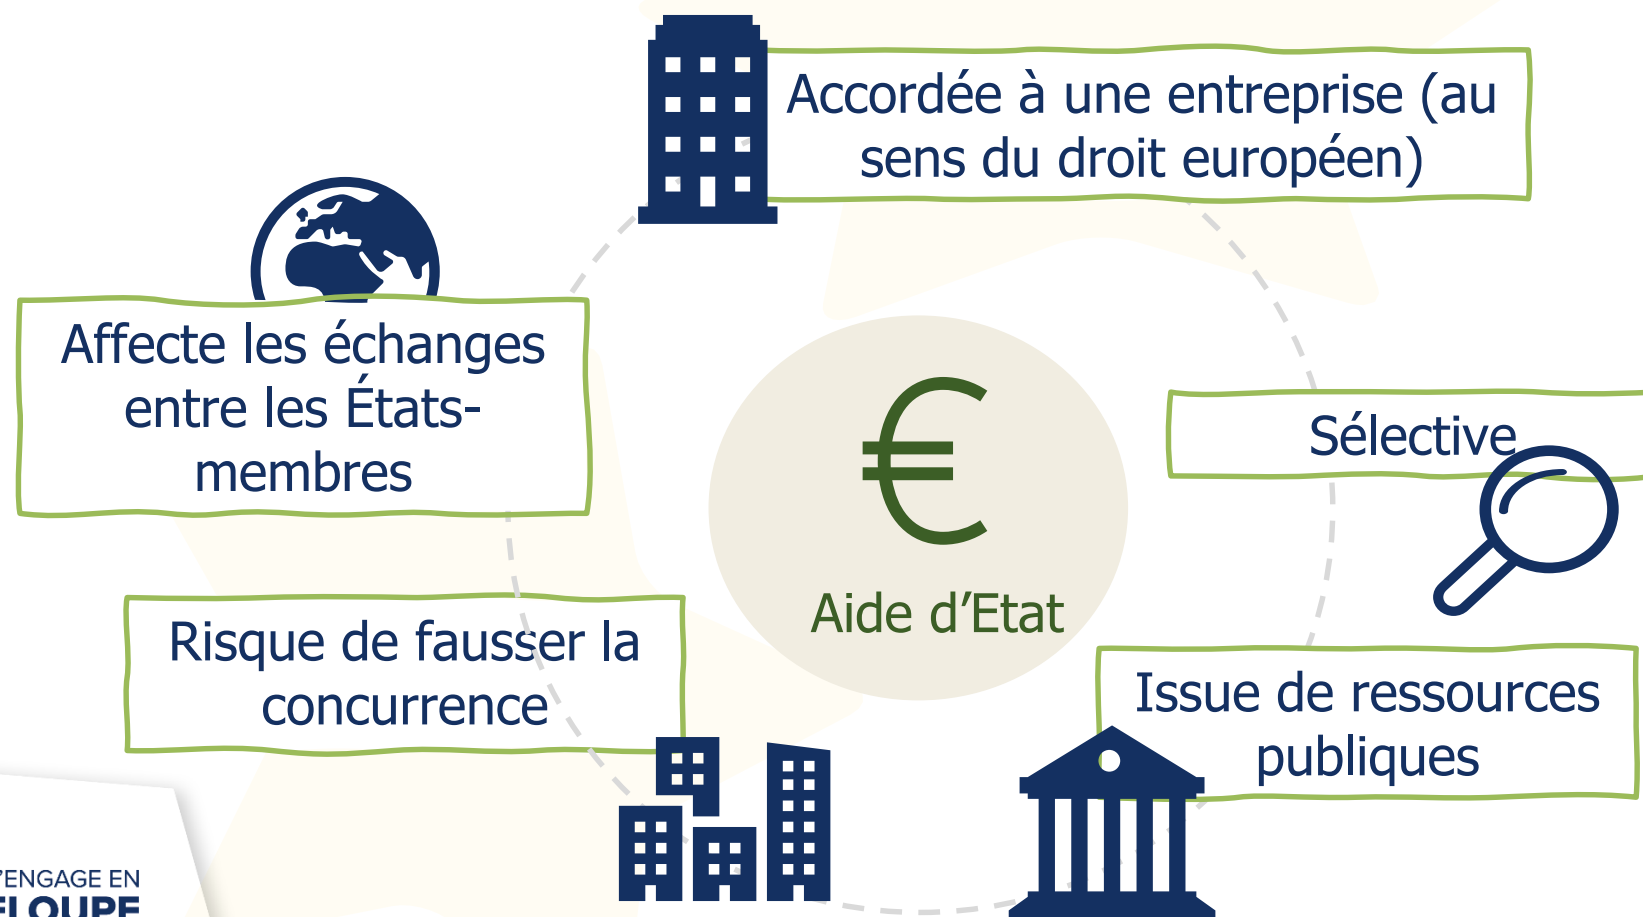 Accordée à une entreprise (au
sens du droit européen)
Affecte les échanges
entre les États-
membres
Sélective
€
Aide d’Etat
Risque de fausser la
concurrence
Issue de ressources
publiques
’ENGAGE EN
ELOUPE